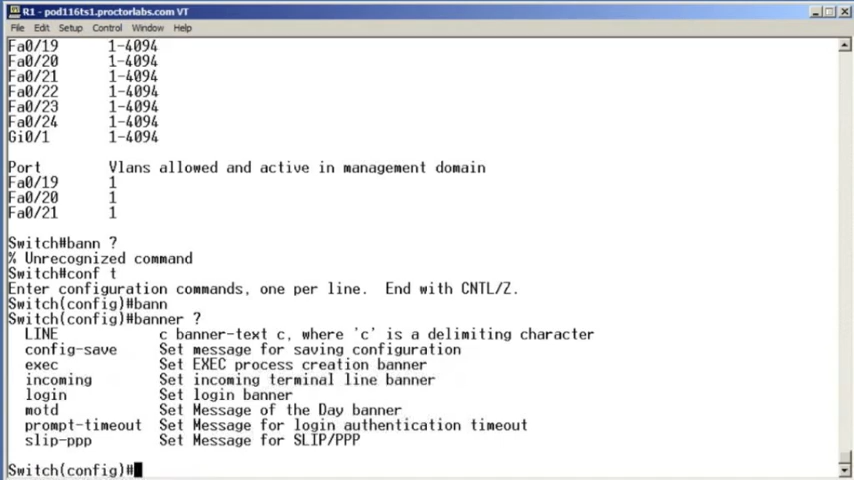 R1 - pod116ts1.proctorlabs.com VT
File Edit Setup Control Window Help
Fa0/19 1-4094
Fa0/20 1-4094
Fa0/21 1-4094
Fa0/22 1-4094
Fa0/23 1-4094
Fa0/24 1-4094
Gi0/1 1-4094
Port Vlans allowed and active in management domain
Fa0/19 1
Fa0/20 1
Fa0/21 1
Switch#bann ?
% Unrecognized command
Switch#conf t
Enter configuration commands, one per line. End with CNTL/Z.
Switch(config)#bann
Switch(config)#banner ?
LINE c banner-text c, where 'c' is a delimiting character
config-save Set message for saving configuration
exec Set EXEC process creation banner
incoming Set incoming terminal line banner
login Set login banner
motd Set Message of the Day banner
prompt-timeout Set Message for login authentication timeout
slip-ppp Set Message for SLIP/PPP
Switch(config)#